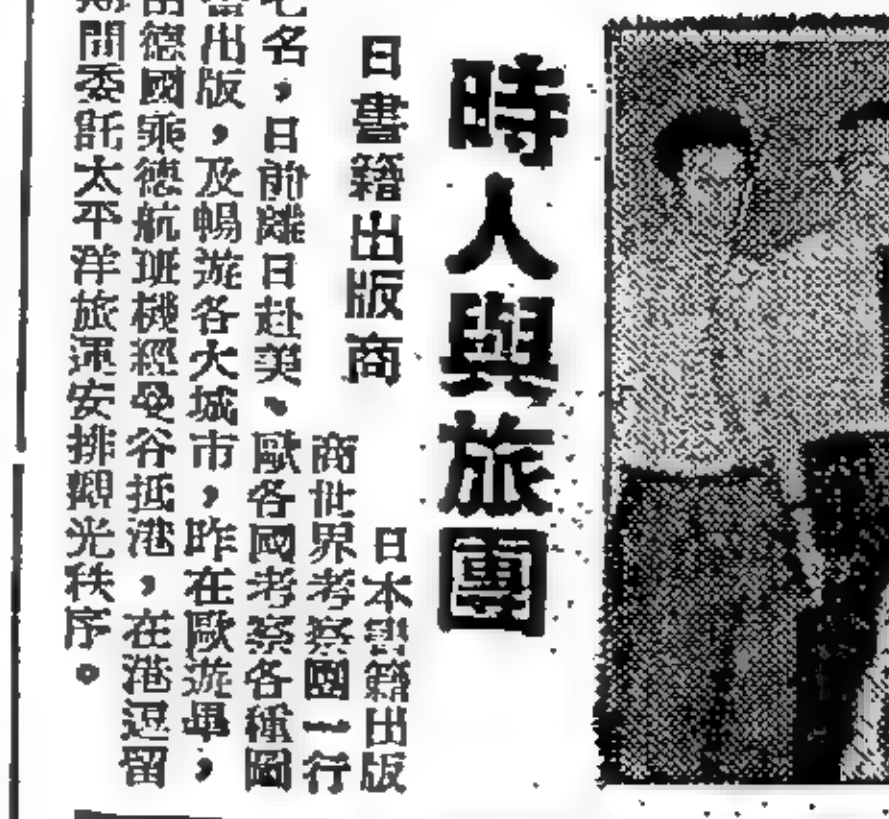 時人與旅團
日書籍出版商
日本書籍出版
商世界考察團一行
七名,日前離日赴美、歐各國考察各種圖
書出版,及暢遊各大城市,昨在歐遊畢,
由德國乘德航班機經曼谷抵港,在港逗留
期間委託太平洋旅運安排觀光秩序。